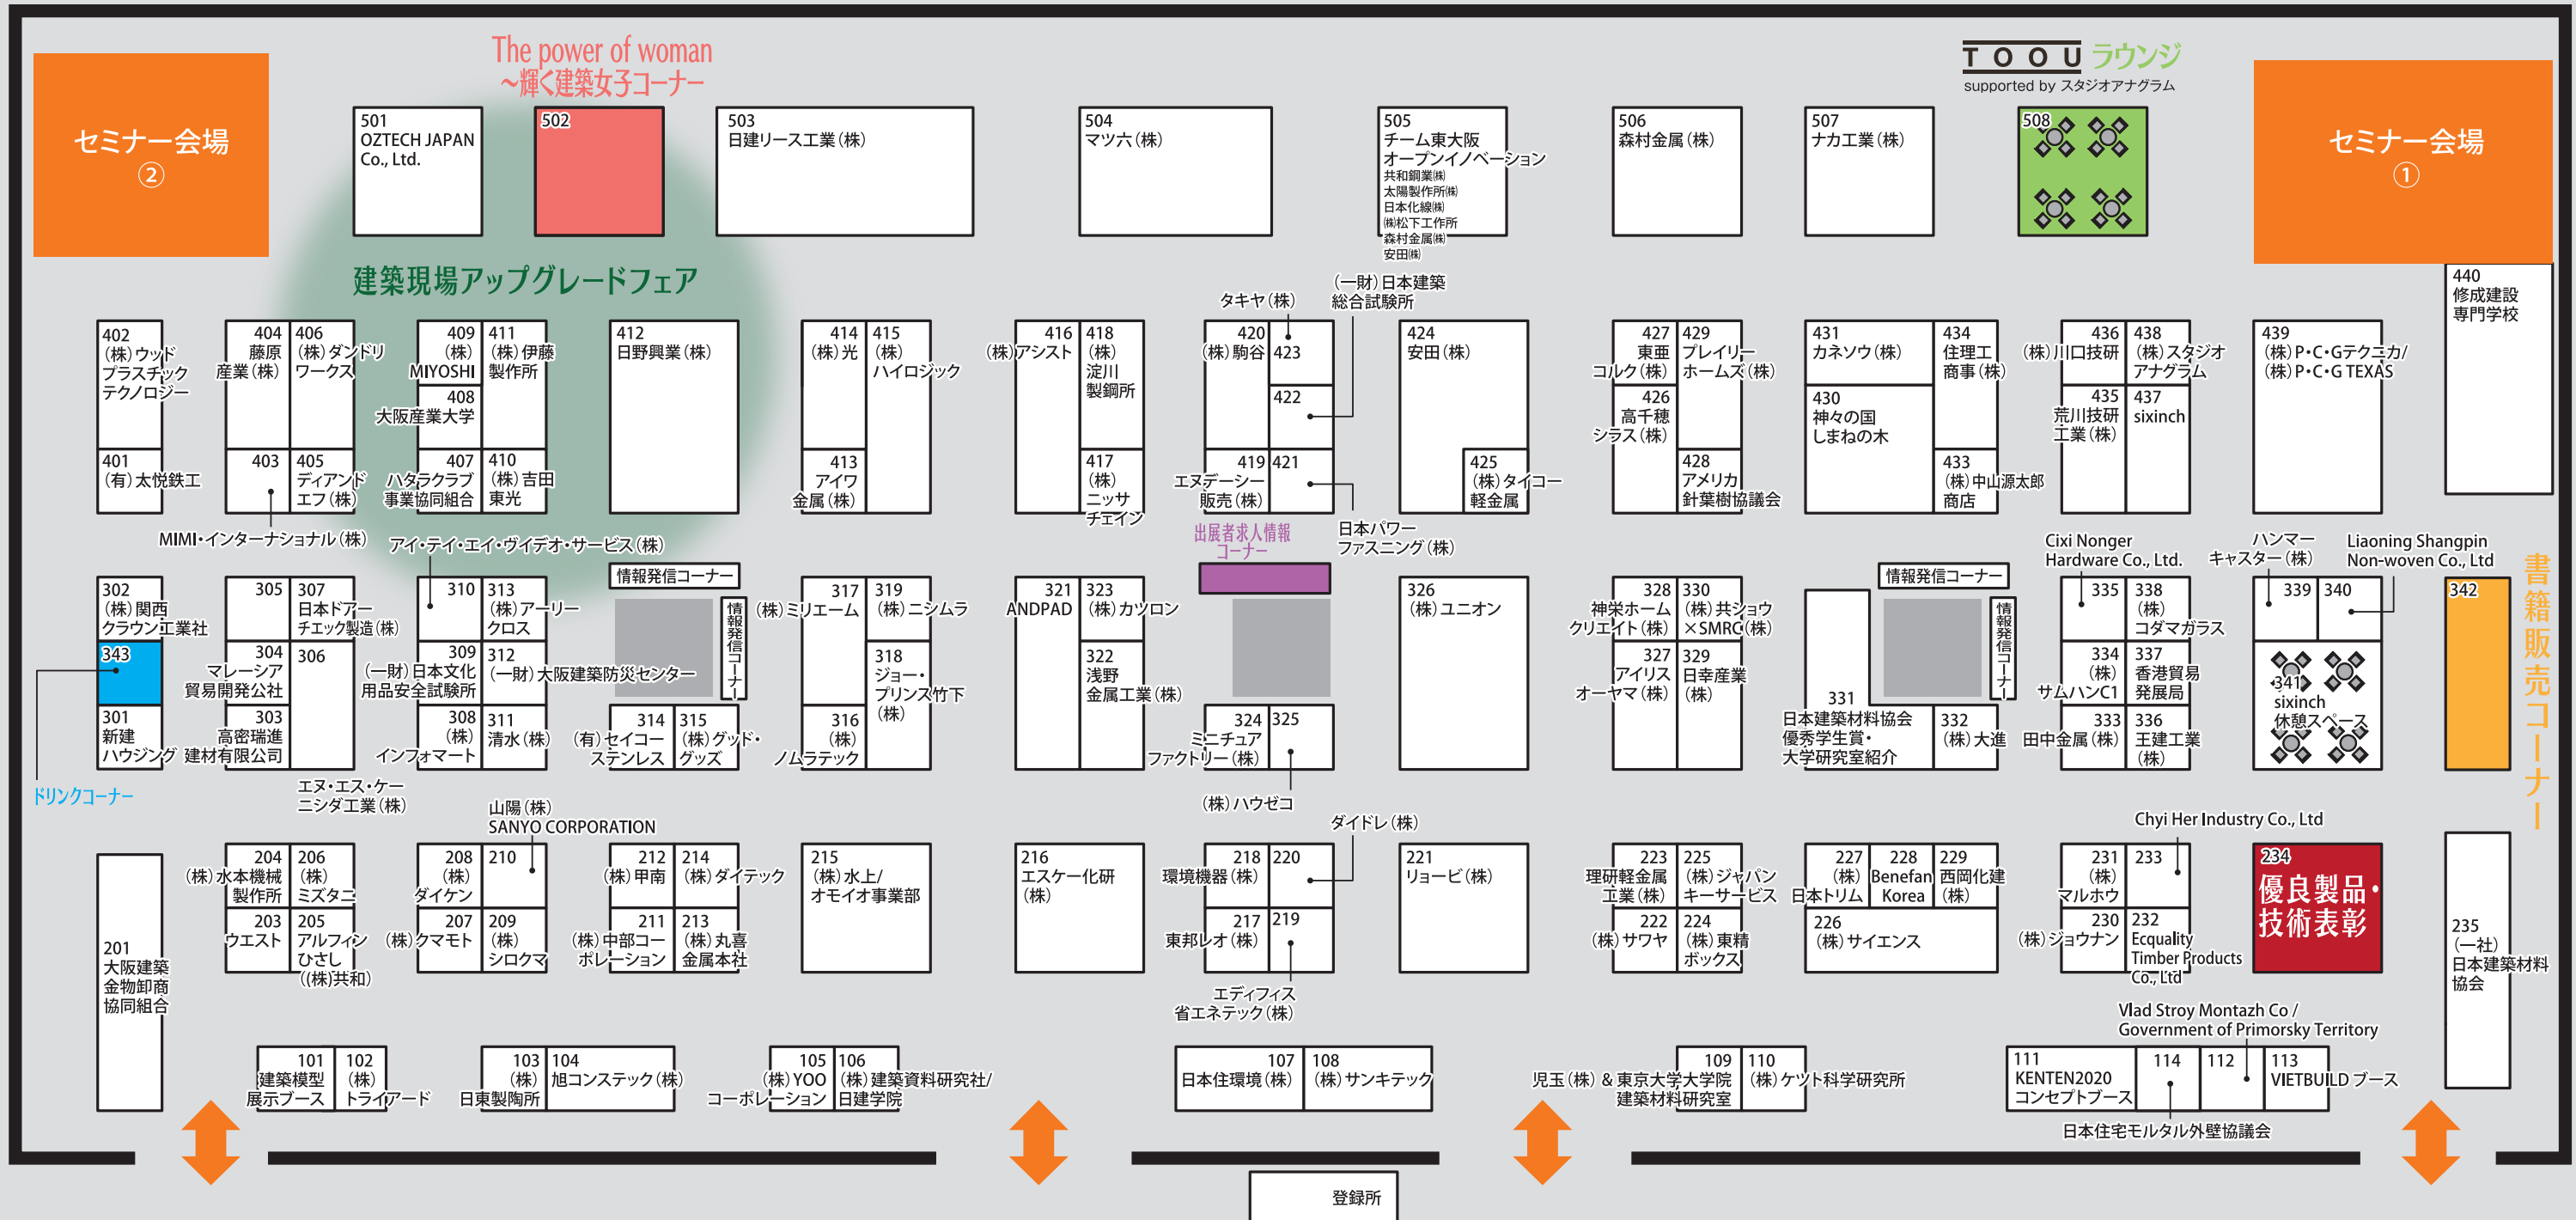 The power of woman
～輝く建築女子コーナー
TOOU ラウンジ
supported by スタジオアナグラム
セミナー会場
②
501
OZTECH JAPAN
Co., Ltd.
502
503
日建リース工業（株）
504
マツ六（株）
505
チーム東大阪
オープンイノベーション
共和鋼業㈱
太陽製作所㈱
日本化線㈱
㈱松下工作所
森村金属㈱
安田㈱
506
森村金属（株）
507
ナカ工業（株）
508
セミナー会場
①
建築現場アップグレードフェア
440
修成建設
専門学校
402
（株）ウッド
プラスチック
テクノロジー
401
（有）太悦鉄工
404
藤原
産業（株）
406
（株）ダンドリ
ワークス
403
MIMI・インターナショナル（株）
405
ディアンド
エフ（株）
409
（株）
MIYOSHI
411
（株）伊藤
製作所
408
大阪産業大学
407
ハタラクラブ
事業協同組合
410
（株）吉田
東光
412
日野興業（株）
414
（株）光
415
（株）
ハイロジック
413
アイワ
金属（株）
416
（株）アシスト
418
（株）
淀川
製鋼所
417
（株）
ニッサ
チェイン
タキヤ（株）
（一財）日本建築
総合試験所
420
（株）駒谷
423
422
419
エヌデーシー
販売（株）
421
日本パワー
ファスニング（株）
424
安田（株）
425
（株）タイコー
軽金属
427
東亜
コルク（株）
429
プレイリー
ホームズ（株）
426
高千穂
シラス（株）
428
アメリカ
針葉樹協議会
431
カネソウ（株）
434
住理工
商事（株）
430
神々の国
しまねの木
433
（株）中山源太郎
商店
436
（株）川口技研
438
（株）スタジオ
アナグラム
435
荒川技研
工業（株）
437
sixinch
439
（株）P・C・Gテクニカ/
（株）P・C・G TEXAS
出展者求人情報
コーナー
アイ・テイ・エイ・ヴイデオ・サービス（株）
302
（株）関西
クラウン工業社
343
ドリンクコーナー
301
新建
ハウジング
305
307
日本ドアー
チエック製造（株）
304
マレーシア
貿易開発公社
306
エヌ・エス・ケー
ニシダ工業（株）
303
高密瑞進
建材有限公司
310
313
（株）アーリー
クロス
309
（一財）日本文化
用品安全試験所
312
（一財）大阪建築防災センター
308
（株）
インフォマート
311
清水（株）
情報発信コーナー
情報発信コーナー
314
（有）セイコー
ステンレス
315
（株）グッド・
グッズ
317
（株）ミリエーム
319
（株）ニシムラ
318
ジョー・
プリンス竹下
（株）
316
（株）
ノムラテック
321
ANDPAD
323
（株）カツロン
322
浅野
金属工業（株）
324
ミニチュア
ファクトリー（株）
325
（株）ハウゼコ
326
（株）ユニオン
328
神栄ホーム
クリエイト（株）
330
（株）共ショウ
×SMRC（株）
327
アイリス
オーヤマ（株）
329
日幸産業
（株）
情報発信コーナー
情報発信コーナー
331
日本建築材料協会
優秀学生賞・
大学研究室紹介
332
（株）大進
Cixi Nonger
Hardware Co., Ltd.
335
338
（株）
コダマガラス
334
（株）
サムハンC1
337
香港貿易
発展局
333
田中金属（株）
336
王建工業
（株）
ハンマー
キャスター（株）
Liaoning Shangpin
Non-woven Co., Ltd
339
340
341
sixinch
休憩スペース
342
書籍販売コーナー
201
大阪建築
金物卸商
協同組合
204
（株）水本機械
製作所
206
（株）
ミズタニ
203
ウエスト
205
アルフィン
ひさし
（(株)共和）
山陽（株）
SANYO CORPORATION
208
（株）
ダイケン
210
207
（株）クマモト
209
（株）
シロクマ
212
（株）甲南
214
（株）ダイテック
211
（株）中部コー
ポレーション
213
（株）丸喜
金属本社
215
（株）水上/
オモイオ事業部
216
エスケー化研
（株）
ダイドレ（株）
218
環境機器（株）
220
217
東邦レオ（株）
219
エディフィス
省エネテック（株）
221
リョービ（株）
223
理研軽金属
工業（株）
225
（株）ジャパン
キーサービス
222
（株）サワヤ
224
（株）東精
ボックス
227
（株）
日本トリム
228
Benefan
Korea
229
西岡化建
（株）
226
（株）サイエンス
Chyi Her Industry Co., Ltd
231
（株）
マルホウ
233
230
（株）ジョウナン
232
Ecquality
Timber Products
Co., Ltd
234
優良製品・
技術表彰
235
（一社）
日本建築材料
協会
101
建築模型
展示ブース
102
（株）
トライアード
103
（株）
日東製陶所
104
旭コンステック（株）
105
（株）YOO
コーポレーション
106
（株）建築資料研究社/
日建学院
107
日本住環境（株）
108
（株）サンキテック
109
児玉（株）＆東京大学大学院
建築材料研究室
110
（株）ケツト科学研究所
Vlad Stroy Montazh Co /
Government of Primorsky Territory
111
KENTEN2020
コンセプトブース
114
日本住宅モルタル外壁協議会
112
113
VIETBUILD ブース
登録所